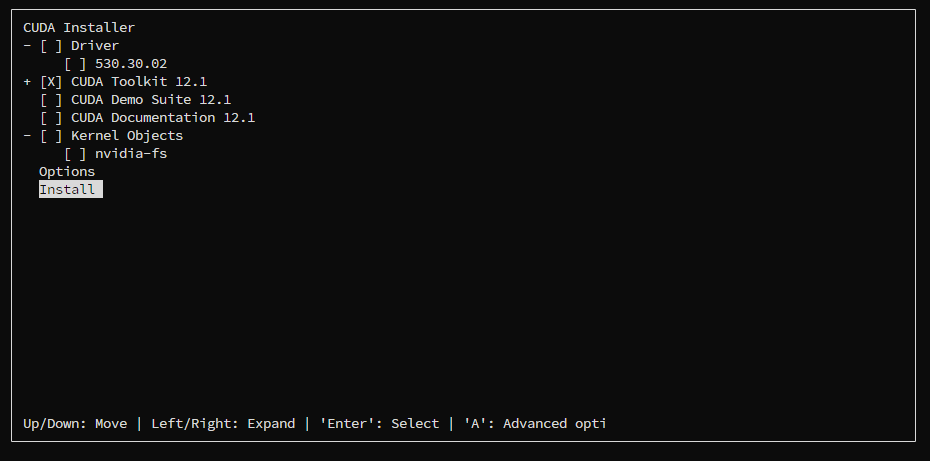 CUDA Installer
- [ ] Driver
[ ] 530.30.02
+ [X] CUDA Toolkit 12.1
[ ] CUDA Demo Suite 12.1
[ ] CUDA Documentation 12.1
- [ ] Kernel Objects
[ ] nvidia-fs
Options
Install
Up/Down: Move | Left/Right: Expand | 'Enter': Select | 'A': Advanced opti